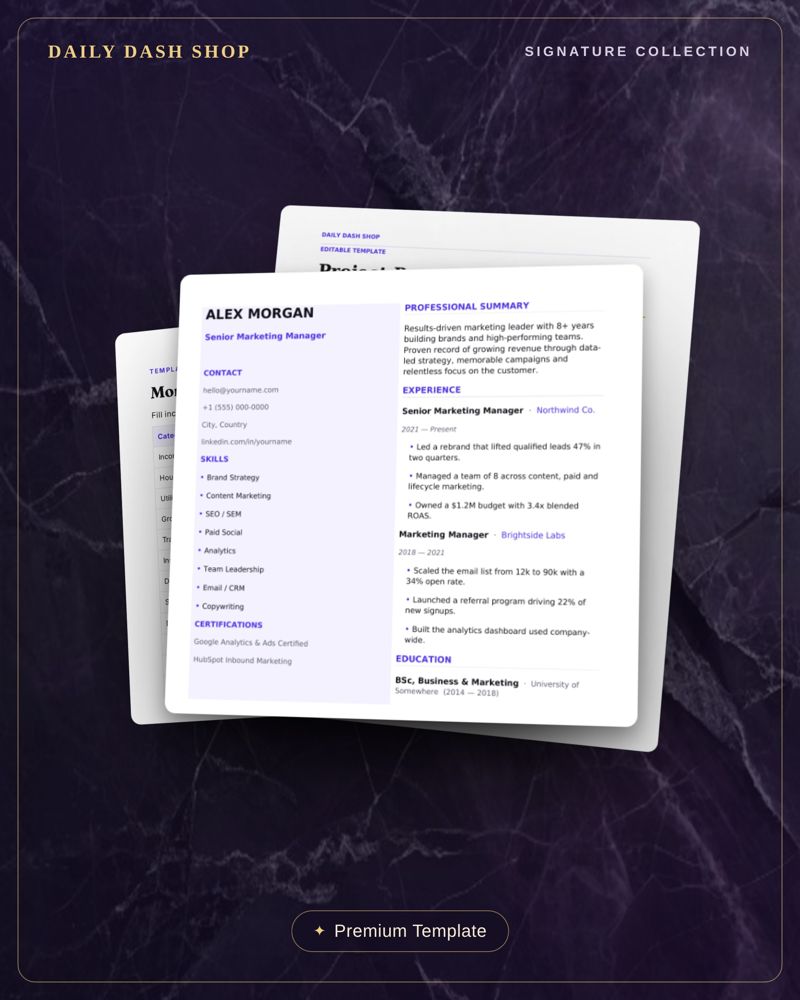 DAILY DASH SHOP
SIGNATURE COLLECTION
DAILY DASH SHOP
EDITABLE TEMPLATE
ALEX MORGAN
Senior Marketing Manager
CONTACT
hello@yourname.com
+1 (555) 000-0000
City, Country
linkedin.com/in/yourname
SKILLS
• Brand Strategy
• Content Marketing
• SEO / SEM
• Paid Social
• Analytics
• Team Leadership
• Email / CRM
• Copywriting
CERTIFICATIONS
Google Analytics & Ads Certified
HubSpot Inbound Marketing
PROFESSIONAL SUMMARY
Results-driven marketing leader with 8+ years
building brands and high-performing teams.
Proven record of growing revenue through data-
led strategy, memorable campaigns and
relentless focus on the customer.
EXPERIENCE
Senior Marketing Manager · Northwind Co.
2021 — Present
• Led a rebrand that lifted qualified leads 47% in
two quarters.
• Managed a team of 8 across content, paid and
lifecycle marketing.
• Owned a $1.2M budget with 3.4x blended
ROAS.
Marketing Manager · Brightside Labs
2018 — 2021
• Scaled the email list from 12k to 90k with a
34% open rate.
• Launched a referral program driving 22% of
new signups.
• Built the analytics dashboard used company-
wide.
EDUCATION
BSc, Business & Marketing · University of
Somewhere (2014 — 2018)
Fill
✦ Premium Template